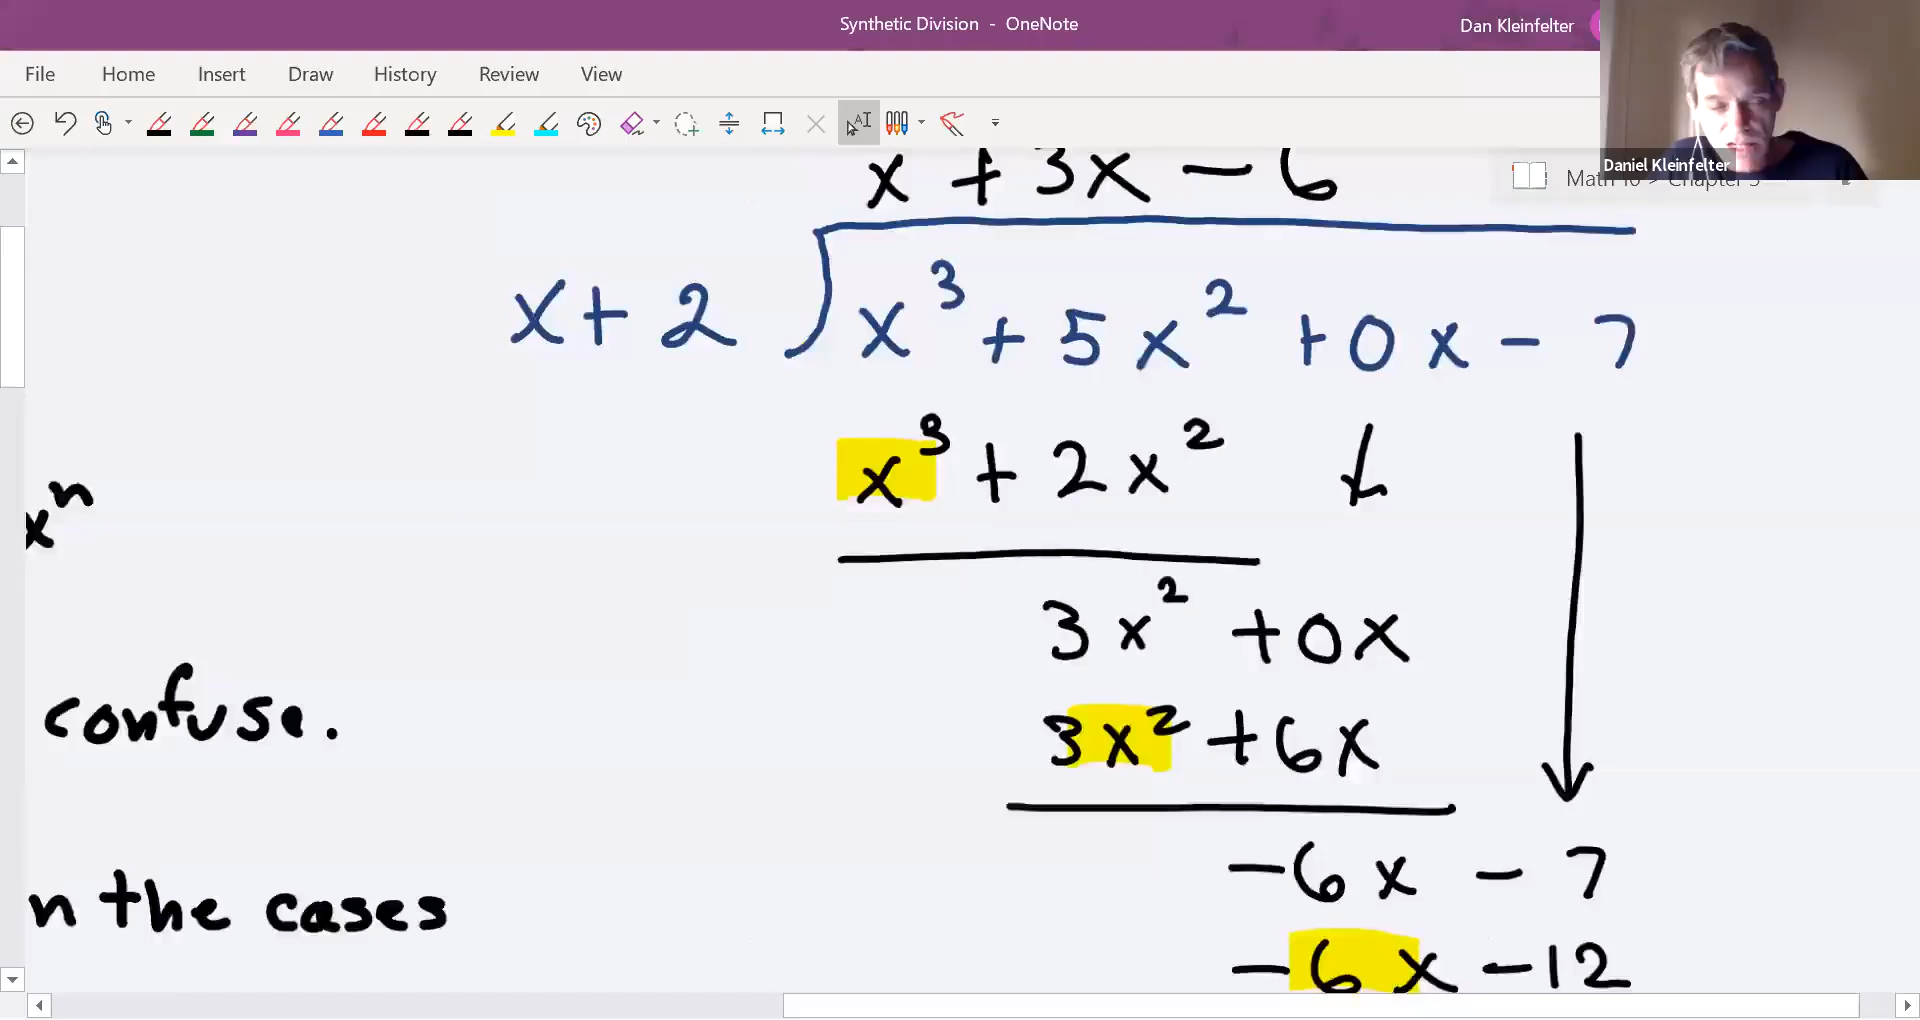 Synthetic Division - OneNote
Dan Kleinfelter
File Home Insert Draw History Review View
Daniel Kleinfelter
x + 3x - 6
x + 2 x³ + 5x² + 0x - 7
x³ + 2x²
xⁿ
3x² + 0x
confuse.
3x² + 6x
-6x - 7
n the cases
-6x - 12